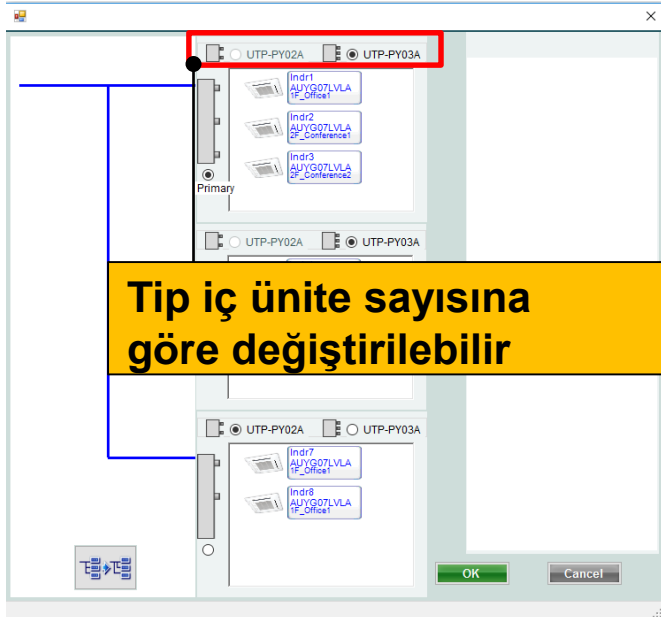 UTP-PY02A UTP-PY03A
Indr1
AUYG07LVLA
1F_Office1
Indr2
AUYG07LVLA
2F_Conference1
Indr3
AUYG07LVLA
2F_Conference2
Primary
UTP-PY02A UTP-PY03A
Tip iç ünite sayısına
göre değiştirilebilir
UTP-PY02A UTP-PY03A
Indr7
AUYG07LVLA
1F_Office1
Indr8
AUYG07LVLA
1F_Office1
OK Cancel